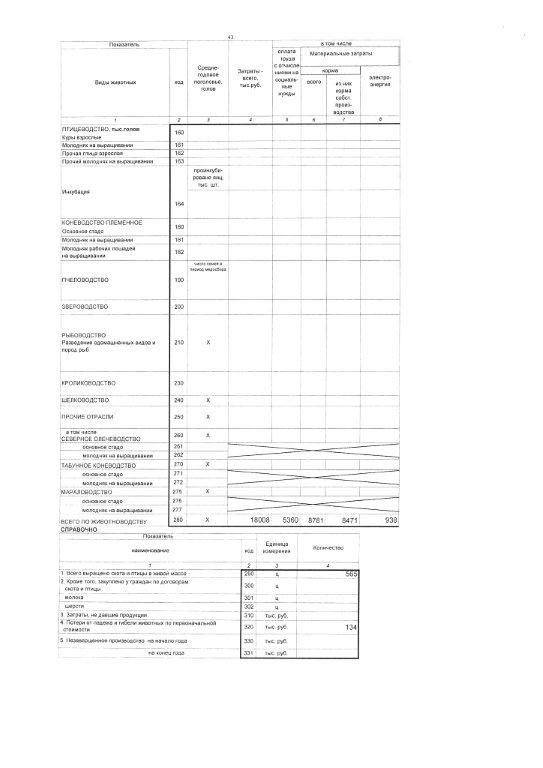 43
Показатель
в том числе
Виды животных
код
Средне-
годовое
поголовье,
голов
Затраты -
всего,
тыс.руб.
оплата
труда
с отчисле
ниями на
социаль-
ные
нужды
Материальные затраты
корма
всего
из них
корма
собст.
произ-
водства
электро-
энергия
1 2 3 4 5 6 7 8
ПТИЦЕВОДСТВО, тыс.голов
Куры взрослые 160
Молодняк на выращивании 161
Прочая птица взрослая 162
Прочий молодняк на выращивании 163
проинкуби-
ровано яиц,
тыс. шт.
Инкубация
164
КОНЕВОДСТВО ПЛЕМЕННОЕ
Основное стадо 180
Молодняк на выращивании 181
Молодняк рабочих лошадей
на выращивании 182
число семей в
период медосбора
ПЧЕЛОВОДСТВО 190
ЗВЕРОВОДСТВО 200
РЫБОВОДСТВО
Разведение одомашненных видов и
пород рыб 210 X
КРОЛИКОВОДСТВО 230
ШЕЛКОВОДСТВО 240 X
ПРОЧИЕ ОТРАСЛИ 250 X
в том числе
СЕВЕРНОЕ ОЛЕНЕВОДСТВО 260 X
основное стадо 261
молодняк на выращивании 262
ТАБУННОЕ КОНЕВОДСТВО 270 X
основное стадо 271
молодняк на выращивании 272
МАРАЛОВОДСТВО 275 X
основное стадо 276
молодняк на выращивании 277
ВСЕГО ПО ЖИВОТНОВОДСТВУ 280 X 18008 5360 8781 8471 938
СПРАВОЧНО
Показатель
наименование
код
Единица
измерения
Количество
1 2 3 4
1. Всего выращено скота и птицы в живой массе 290 ц 565
2. Кроме того, закуплено у граждан по договорам:
скота и птицы 300 ц
молока 301 ц
шерсти 302 ц
3. Затраты, не давшие продукции 310 тыс. руб.
4. Потери от падежа и гибели животных по первоначальной
стоимости 320 тыс. руб. 134
5. Незавершенное производство на начало года 330 тыс. руб.
на конец года 331 тыс. руб.